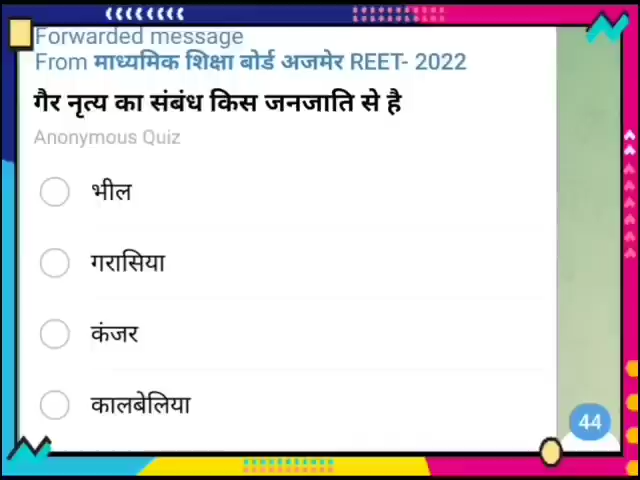 Forwarded message
From माध्यमिक शिक्षा बोर्ड अजमेर REET- 2022
गैर नृत्य का संबंध किस जनजाति से है
Anonymous Quiz
भील
गरासिया
कंजर
कालबेलिया
44